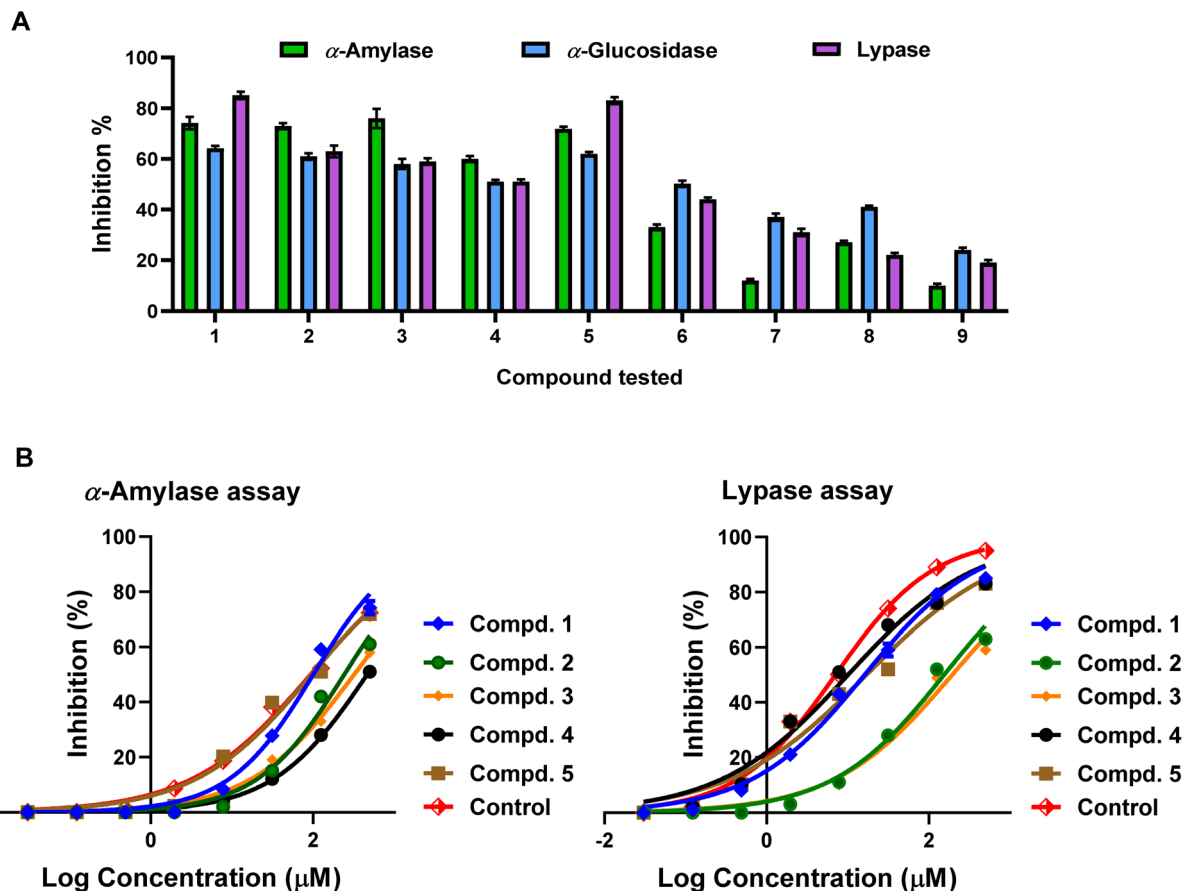 A
α-Amylase α-Glucosidase Lypase
100
80
60
40
20
0
Inhibition %
1 2 3 4 5 6 7 8 9
Compound tested
B
α-Amylase assay
100
80
60
40
20
Inhibition (%)
0 2
Log Concentration (μM)
Compd. 1
Compd. 2
Compd. 3
Compd. 4
Compd. 5
Control
Lypase assay
100
80
60
40
20
Inhibition (%)
-2 0 2
Log Concentration (μM)
Compd. 1
Compd. 2
Compd. 3
Compd. 4
Compd. 5
Control